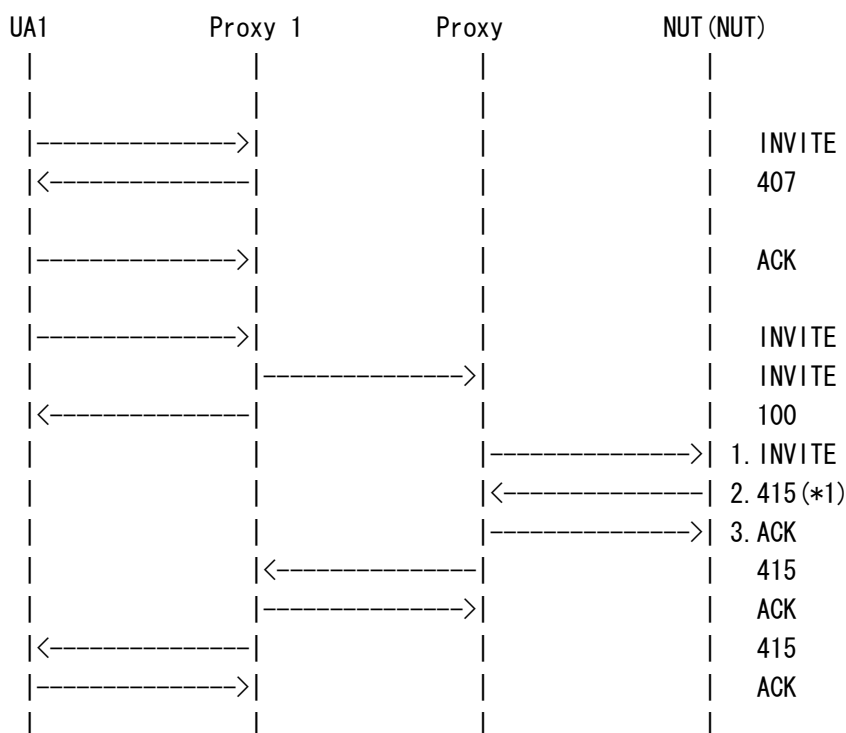 UA1 Proxy 1 Proxy NUT(NUT)
| | | |
| | | |
|--------------->| | | INVITE
|<---------------| | | 407
| | | |
|--------------->| | | ACK
| | | |
|--------------->| | | INVITE
| |--------------->| | INVITE
|<---------------| | | 100
| | |--------------->| 1.INVITE
| | |<---------------| 2.415(*1)
| | |--------------->| 3.ACK
| |<---------------| | 415
| |--------------->| | ACK
|<---------------| | | 415
|--------------->| | | ACK
| | | |